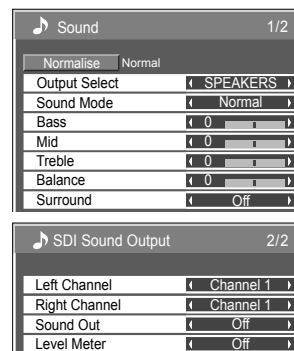 Sound 1/2
Normalise Normal
Output Select SPEAKERS
Sound Mode Normal
Bass 0
Mid 0
Treble 0
Balance 0
Surround Off
SDI Sound Output 2/2
Left Channel Channel 1
Right Channel Channel 1
Sound Out Off
Level Meter Off